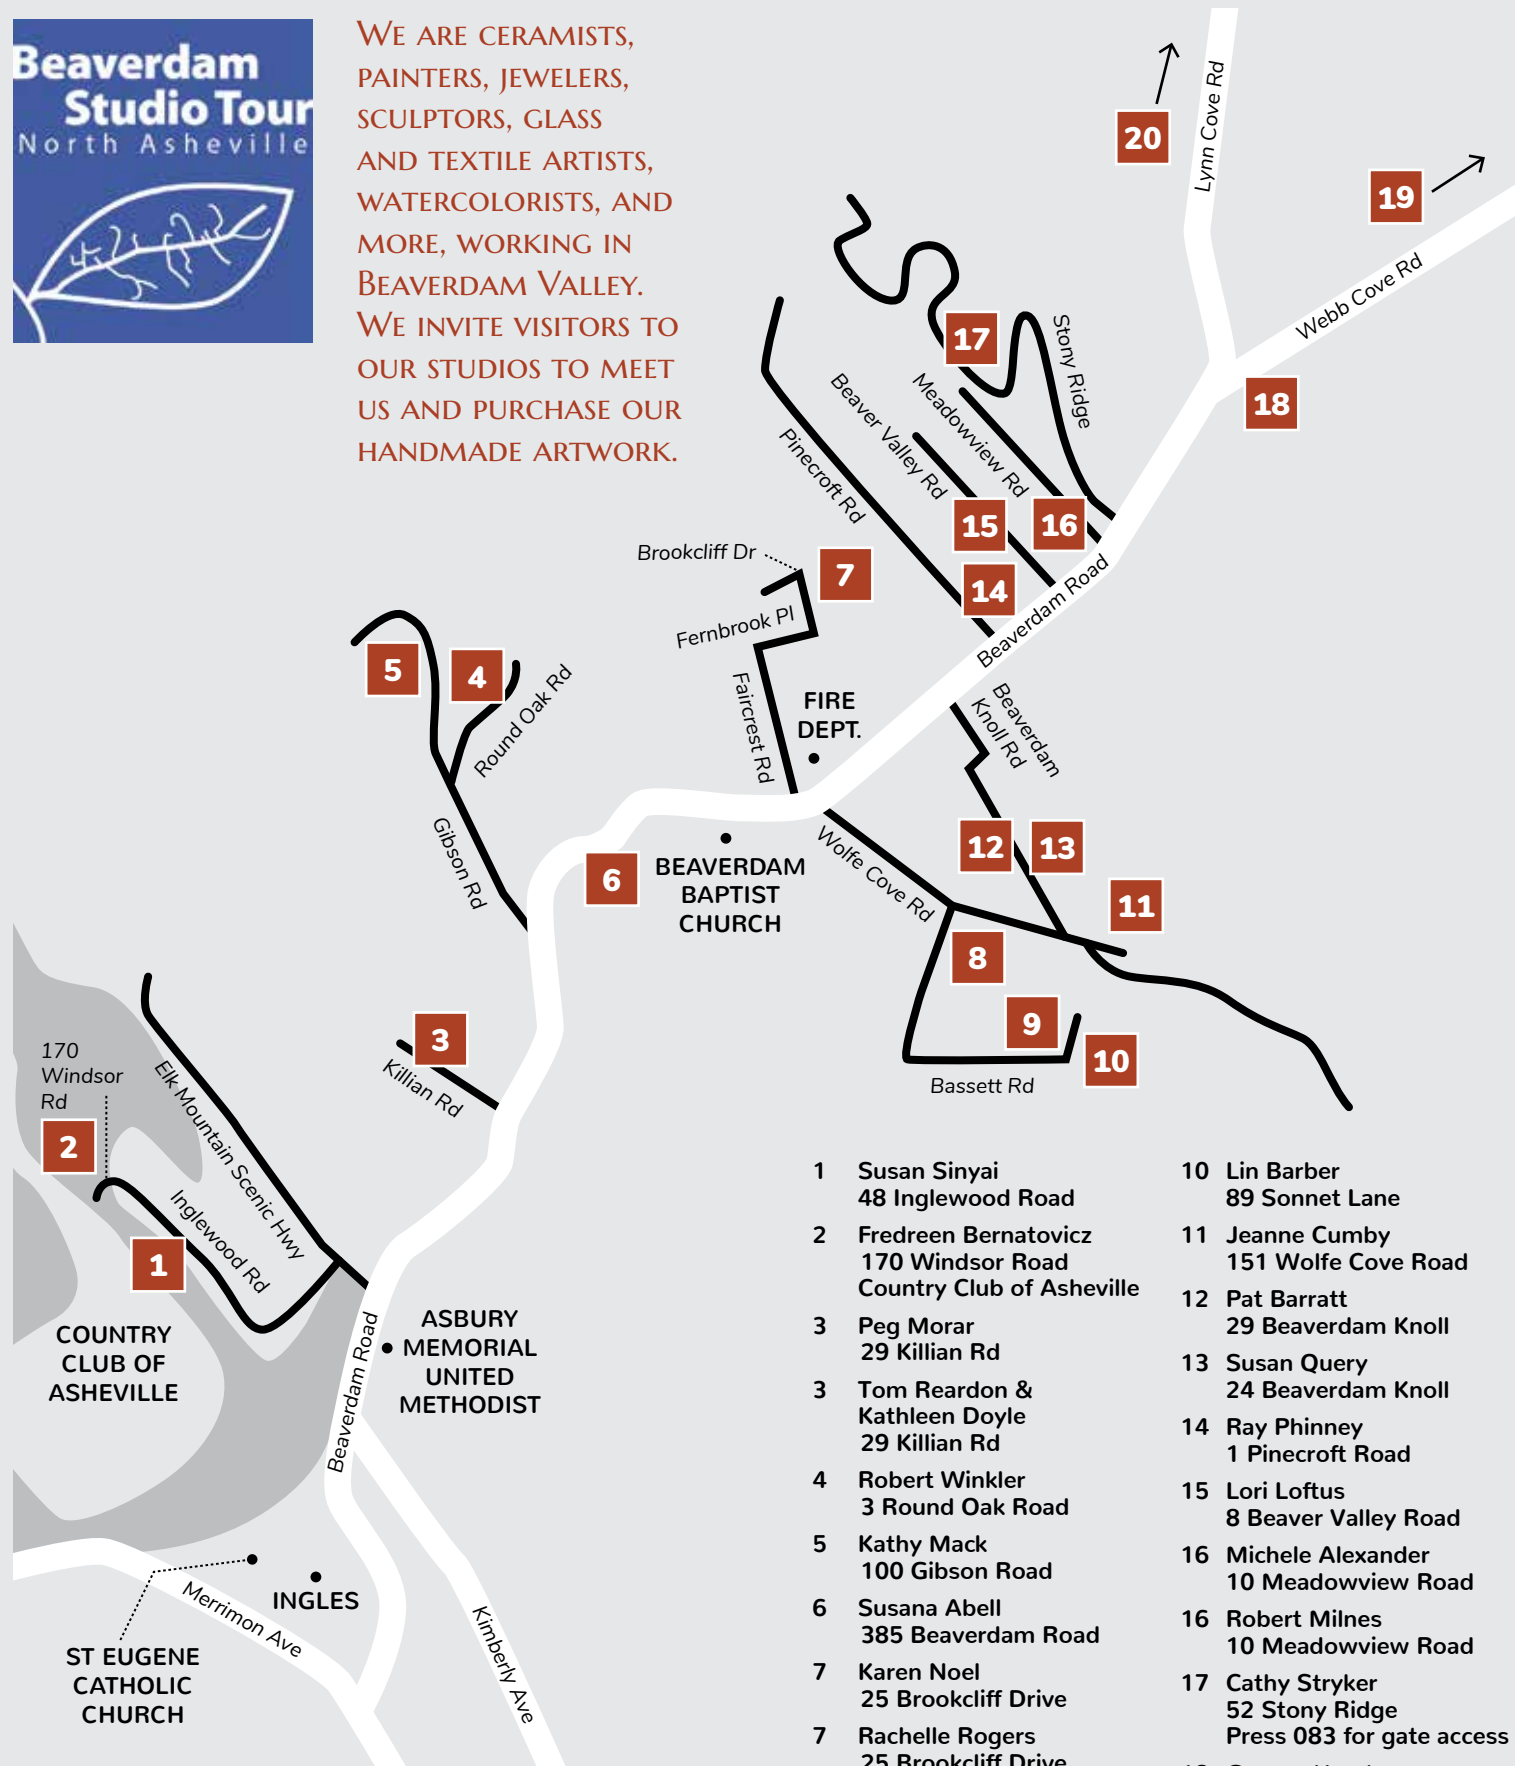 Beaverdam
Studio Tour
North Asheville
We are ceramists,
painters, jewelers,
sculptors, glass
and textile artists,
watercolorists, and
more, working in
Beaverdam Valley.
We invite visitors to
our studios to meet
us and purchase our
handmade artwork.
20
Lynn Cove Rd
19
Webb Cove Rd
18
17
Stony Ridge
Meadowview Rd
Beaver Valley Rd
Pinecroft Rd
15
16
14
Beaverdam Road
Brookcliff Dr
7
Fernbrook Pl
Faircrest Rd
FIRE
DEPT.
5
4
Round Oak Rd
Gibson Rd
6
BEAVERDAM
BAPTIST
CHURCH
Beaverdam
Knoll Rd
12
13
11
Wolfe Cove Rd
8
9
10
Bassett Rd
3
Killian Rd
170
Windsor
Rd
2
Elk Mountain Scenic Hwy
Inglewood Rd
1
COUNTRY
CLUB OF
ASHEVILLE
Beaverdam Road
ASBURY
MEMORIAL
UNITED
METHODIST
INGLES
Merrimon Ave
Kimberly Ave
ST EUGENE
CATHOLIC
CHURCH
1 Susan Sinyai
48 Inglewood Road
2 Fredreen Bernatovicz
170 Windsor Road
Country Club of Asheville
3 Peg Morar
29 Killian Rd
3 Tom Reardon &
Kathleen Doyle
29 Killian Rd
4 Robert Winkler
3 Round Oak Road
5 Kathy Mack
100 Gibson Road
6 Susana Abell
385 Beaverdam Road
7 Karen Noel
25 Brookcliff Drive
7 Rachelle Rogers
25 Brookcliff Drive
10 Lin Barber
89 Sonnet Lane
11 Jeanne Cumby
151 Wolfe Cove Road
12 Pat Barratt
29 Beaverdam Knoll
13 Susan Query
24 Beaverdam Knoll
14 Ray Phinney
1 Pinecroft Road
15 Lori Loftus
8 Beaver Valley Road
16 Michele Alexander
10 Meadowview Road
16 Robert Milnes
10 Meadowview Road
17 Cathy Stryker
52 Stony Ridge
Press 083 for gate access